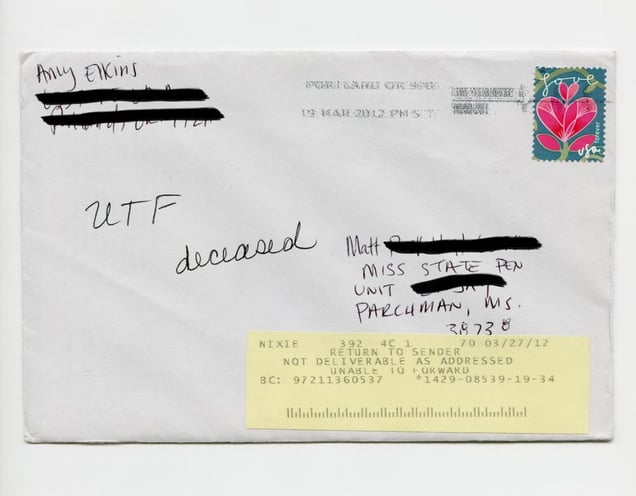 Amy Elkins
PORTLAND OR
19 MAR 2012 PM 5 T
love
forever
usa
UTF
deceased
Matt
MISS STATE PEN
UNIT
PARCHMAN, MS.
38738
NIXIE 392 4C 1 70 03/27/12
RETURN TO SENDER
NOT DELIVERABLE AS ADDRESSED
UNABLE TO FORWARD
BC: 97211360537 *1429-08539-19-34